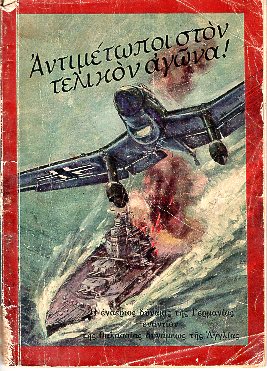 Ἀντιμέτωποι στὸν
τελικὸν ἀγῶνα!
Ἡ ἐναέριος δύναμις τῆς Γερμανίας
ἐναντίον
τῆς θαλασσίας δυνάμεως τῆς Ἀγγλίας